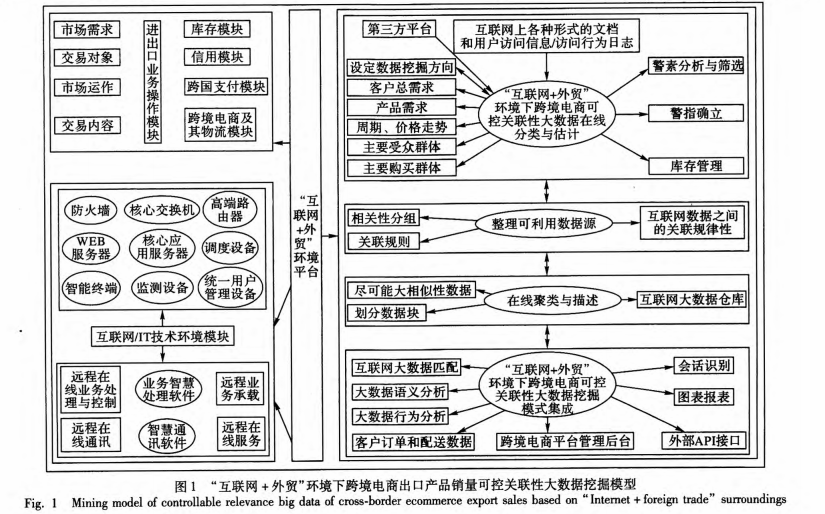 市场需求
交易对象
市场运作
交易内容
进出口业务操作模块
库存模块
信用模块
跨国支付模块
跨境电商及
其物流模块
防火墙
核心交换机
高端路
由器
WEB
服务器
核心应
用服务器
调度设备
智能终端
监测设备
统一用户
管理设备
互联网/IT技术环境模块
远程在
线业务处
理与控制
业务智慧
处理软件
远程业
务承载
远程在
线通讯
智慧通
讯软件
远程在
线服务
“互联网+外贸”环境平台
第三方平台
互联网上各种形式的文档
和用户访问信息/访问行为日志
设定数据挖掘方向
客户总需求
产品需求
周期、价格走势
主要受众群体
主要购买群体
“互联网+外贸”
环境下跨境电商可
控关联性大数据在线
分类与估计
警素分析与筛选
警指确立
库存管理
相关性分组
关联规则
整理可利用数据源
互联网数据之间
的关联规律性
尽可能大相似性数据
划分数据块
在线聚类与描述
互联网大数据仓库
互联网大数据匹配
大数据语义分析
大数据行为分析
客户订单和配送数据
“互联网+外贸”
环境下跨境电商可控
关联性大数据挖掘
模式集成
跨境电商平台管理后台
会话识别
图表报表
外部API接口
图1 “互联网+外贸”环境下跨境电商出口产品销量可控关联性大数据挖掘模型
Fig. 1 Mining model of controllable relevance big data of cross-border ecommerce export sales based on “Internet + foreign trade” surroundings